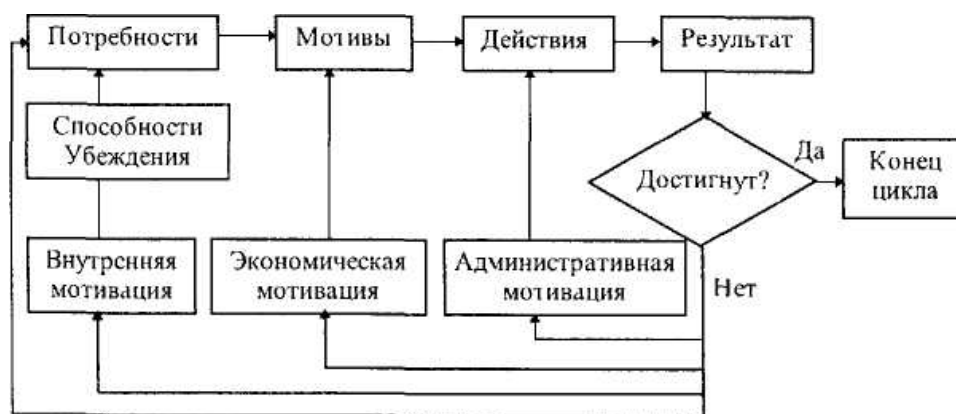 Потребности
Мотивы
Действия
Результат
Способности
Убеждения
Достигнут?
Да
Конец
цикла
Внутренняя
мотивация
Экономическая
мотивация
Административная
мотивация
Нет